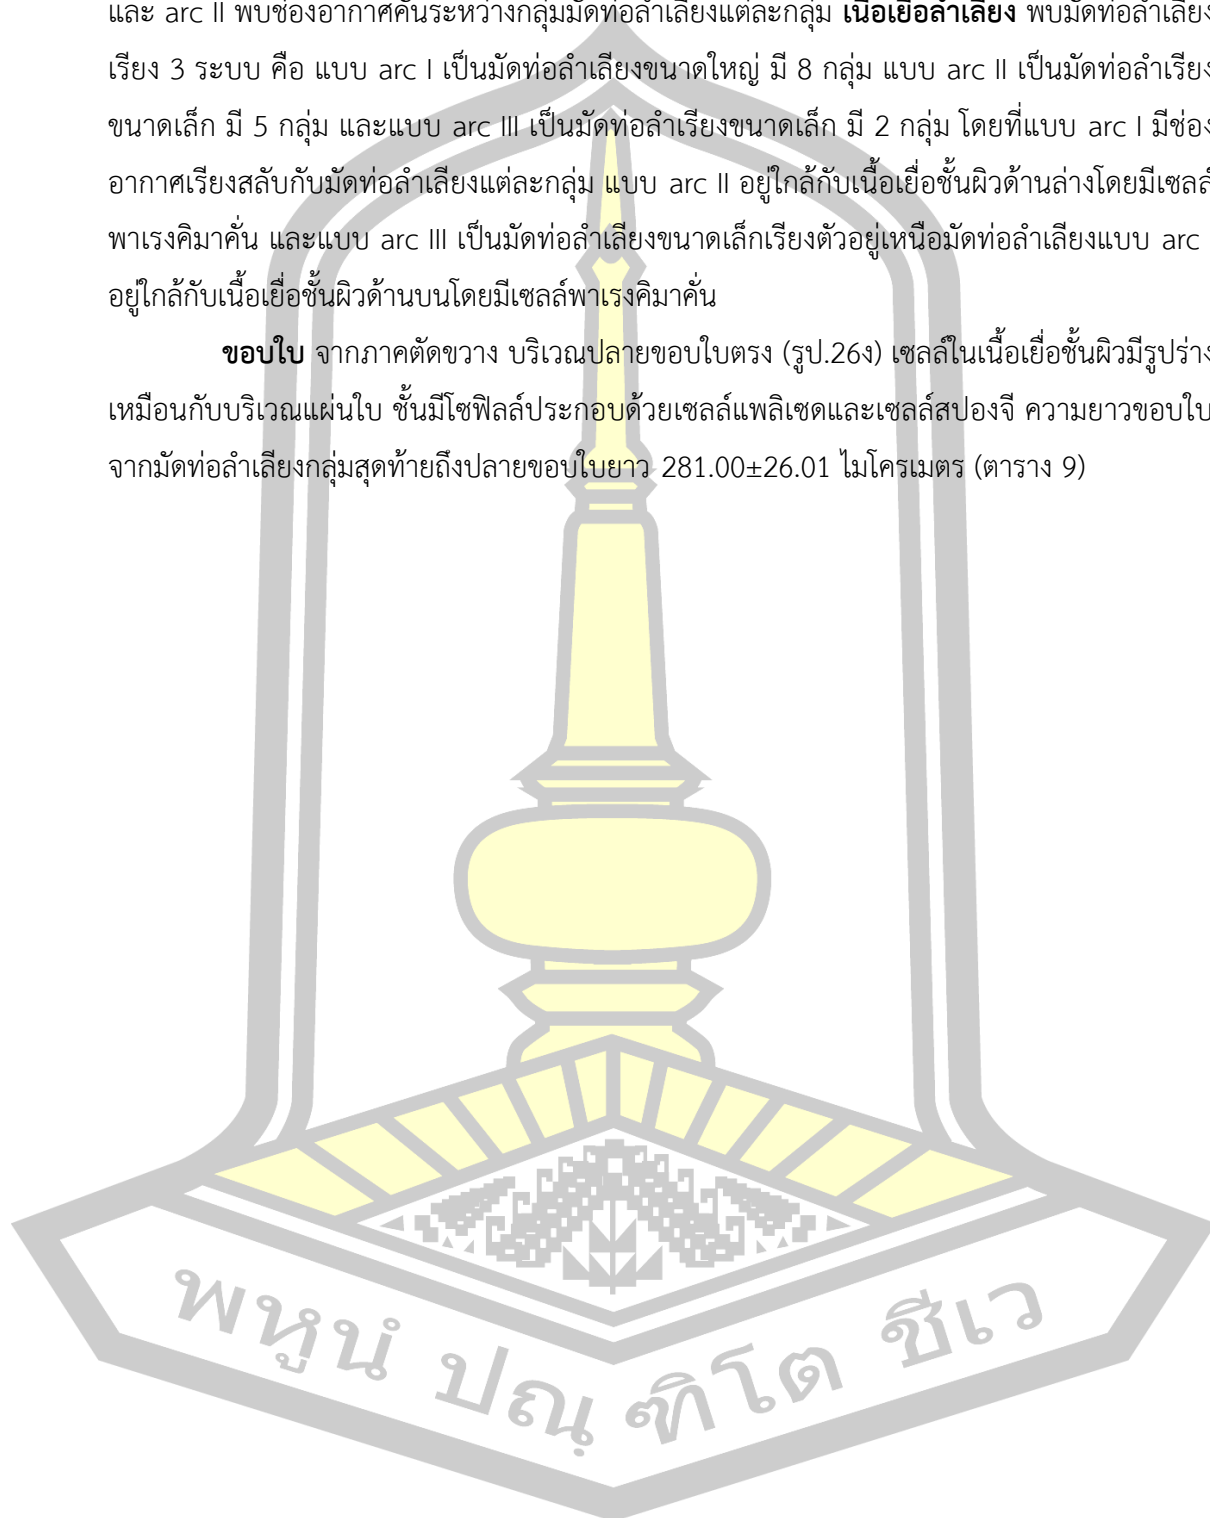 และ arc II พบช่องอากาศคั่นระหว่างกลุ่มมัดท่อลำเลียงแต่ละกลุ่ม เนื้อเยื่อลำเลียง พบมัดท่อลำเลียง
เรียง 3 ระบบ คือ แบบ arc I เป็นมัดท่อลำเลียงขนาดใหญ่ มี 8 กลุ่ม แบบ arc II เป็นมัดท่อลำเรียง
ขนาดเล็ก มี 5 กลุ่ม และแบบ arc III เป็นมัดท่อลำเรียงขนาดเล็ก มี 2 กลุ่ม โดยที่แบบ arc I มีช่อง
อากาศเรียงสลับกับมัดท่อลำเลียงแต่ละกลุ่ม แบบ arc II อยู่ใกล้กับเนื้อเยื่อชั้นผิวด้านล่างโดยมีเซลล์
พาเรงคิมาคั่น และแบบ arc III เป็นมัดท่อลำเลียงขนาดเล็กเรียงตัวอยู่เหนือมัดท่อลำเลียงแบบ arc
อยู่ใกล้กับเนื้อเยื่อชั้นผิวด้านบนโดยมีเซลล์พาเรงคิมาคั่น
ขอบใบ จากภาคตัดขวาง บริเวณปลายขอบใบตรง (รูป.26ง) เซลล์ในเนื้อเยื่อชั้นผิวมีรูปร่าง
เหมือนกับบริเวณแผ่นใบ ชั้นมีโซฟิลล์ประกอบด้วยเซลล์แพลิเซดและเซลล์สปองจี ความยาวขอบใบ
จากมัดท่อลำเลียงกลุ่มสุดท้ายถึงปลายขอบใบยาว 281.00±26.01 ไมโครเมตร (ตาราง 9)
พหูนํ ปณฺ ฑิโต ชีเว